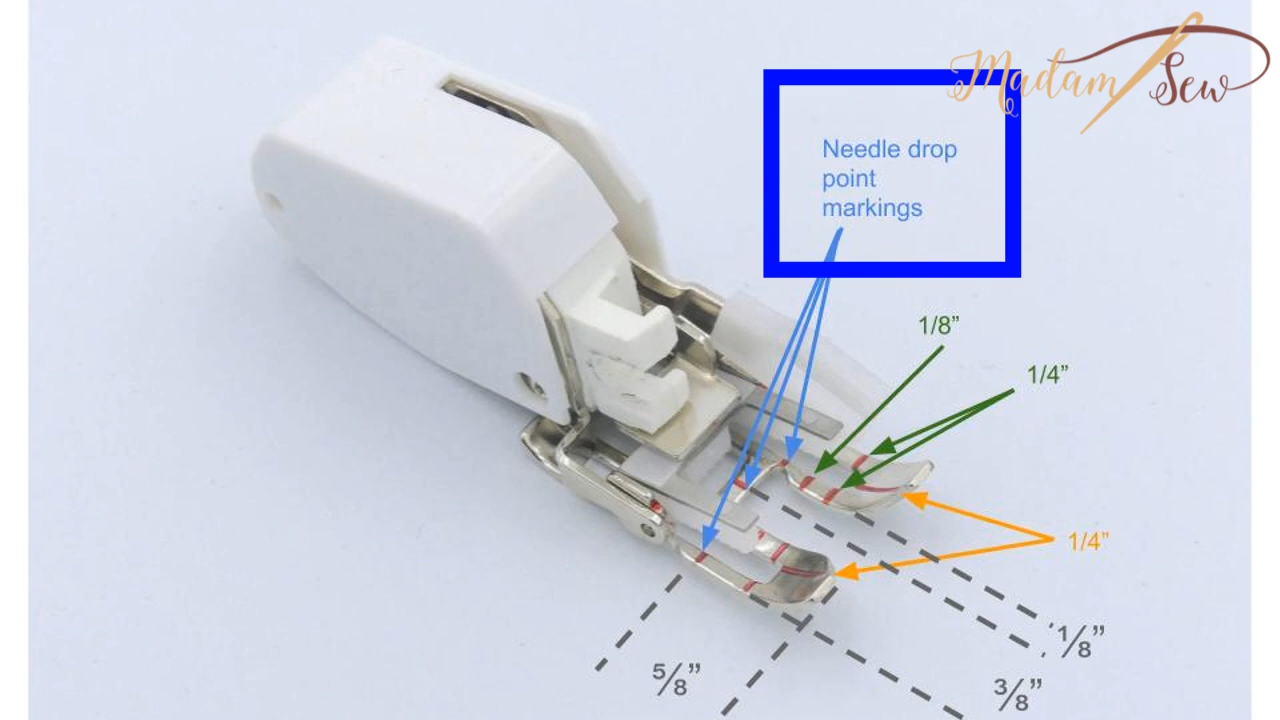 Madam Sew
Needle drop
point
markings
1/8”
1/4”
1/4”
1/8”
3/8”
5/8”